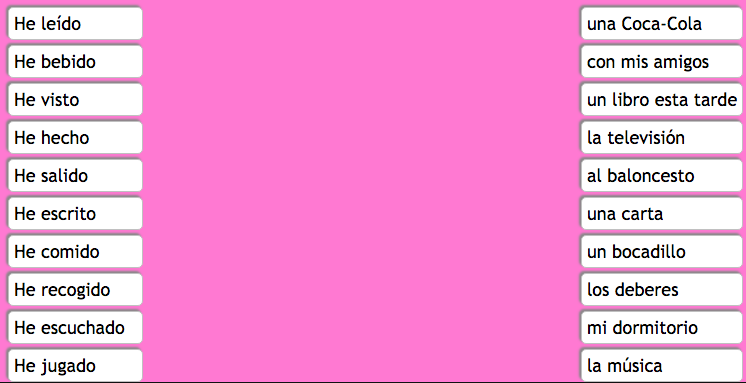 He leído
una Coca-Cola
He bebido
con mis amigos
He visto
un libro esta tarde
He hecho
la televisión
He salido
al baloncesto
He escrito
una carta
He comido
un bocadillo
He recogido
los deberes
He escuchado
mi dormitorio
He jugado
la música